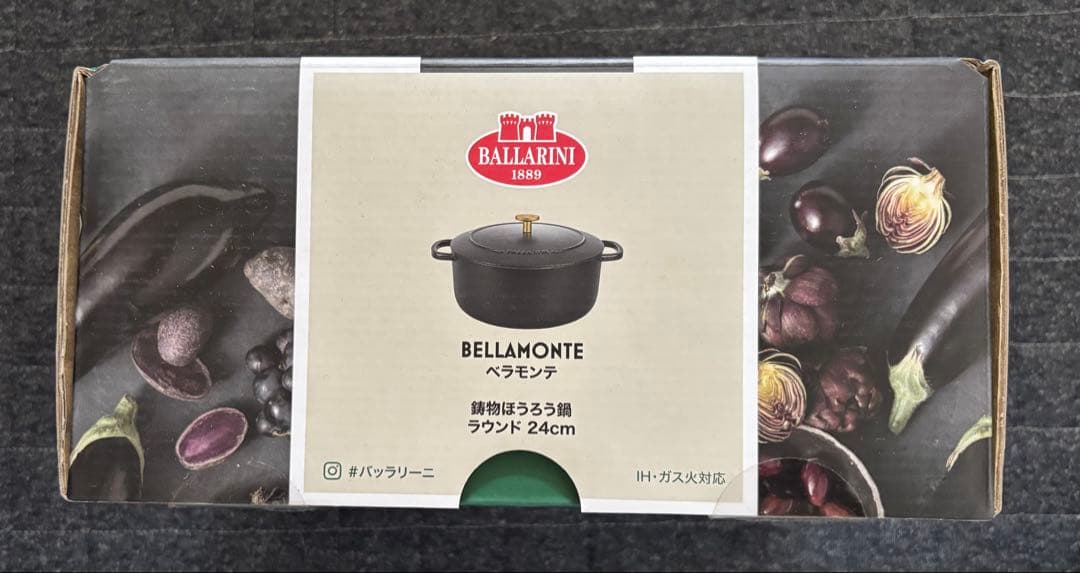 BALLARINI
1889
BELLAMONTE
ベラモンテ
鋳物ほうろう鍋
ラウンド 24cm
#バッラリーニ
IH・ガス火対応